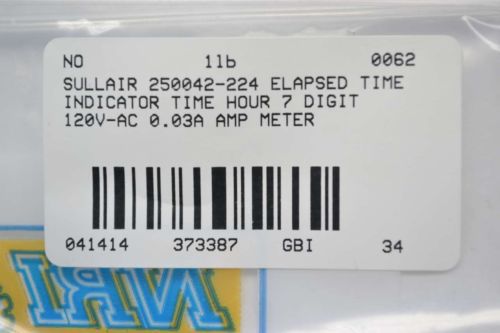 NO 1lb 0062
SULLAIR 250042-224 ELAPSED TIME
INDICATOR TIME HOUR 7 DIGIT
120V-AC 0.03A AMP METER
041414 373387 GBI 34
MRI